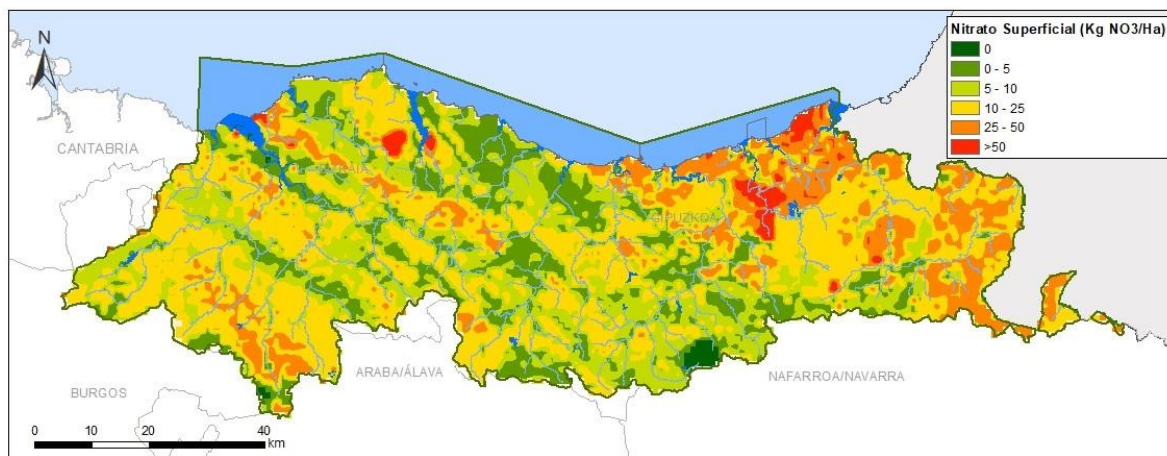 Nitrato Superficial (Kg NO3/Ha)
0
0 - 5
5 - 10
10 - 25
25 - 50
>50
N
CANTABRIA
GIPUZKOA
ARABA/ÁLAVA
NAFARROA/NAVARRA
BURGOS
0 10 20 40
km